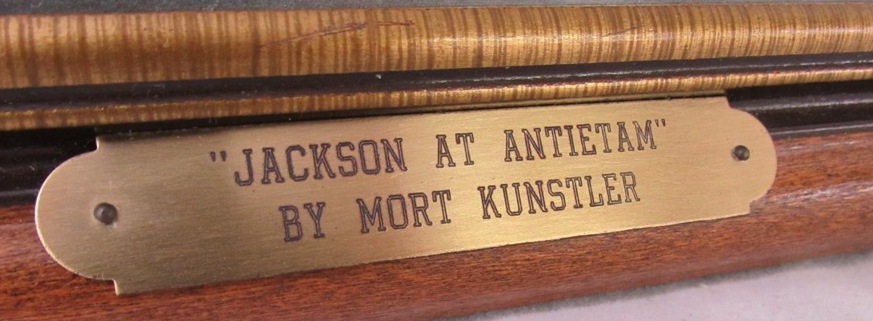 "JACKSON AT ANTIETAM"
BY MORT KUNSTLER